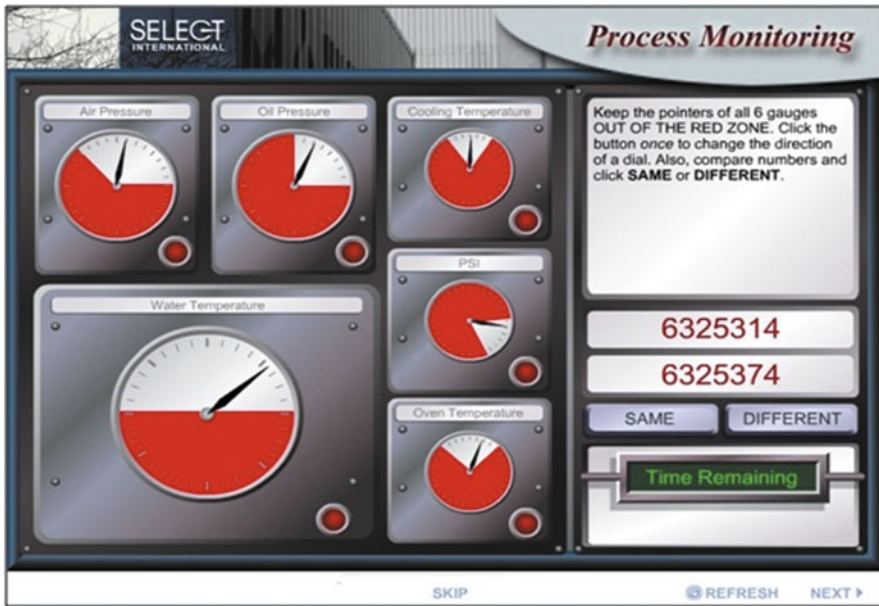 SELECT
INTERNATIONAL
Process Monitoring
Air Pressure
Oil Pressure
Cooling Temperature
Keep the pointers of all 6 gauges
OUT OF THE RED ZONE. Click the
button once to change the direction
of a dial. Also, compare numbers and
click SAME or DIFFERENT.
PSI
Water Temperature
6325314
6325374
Oven Temperature
SAME DIFFERENT
Time Remaining
SKIP
REFRESH
NEXT